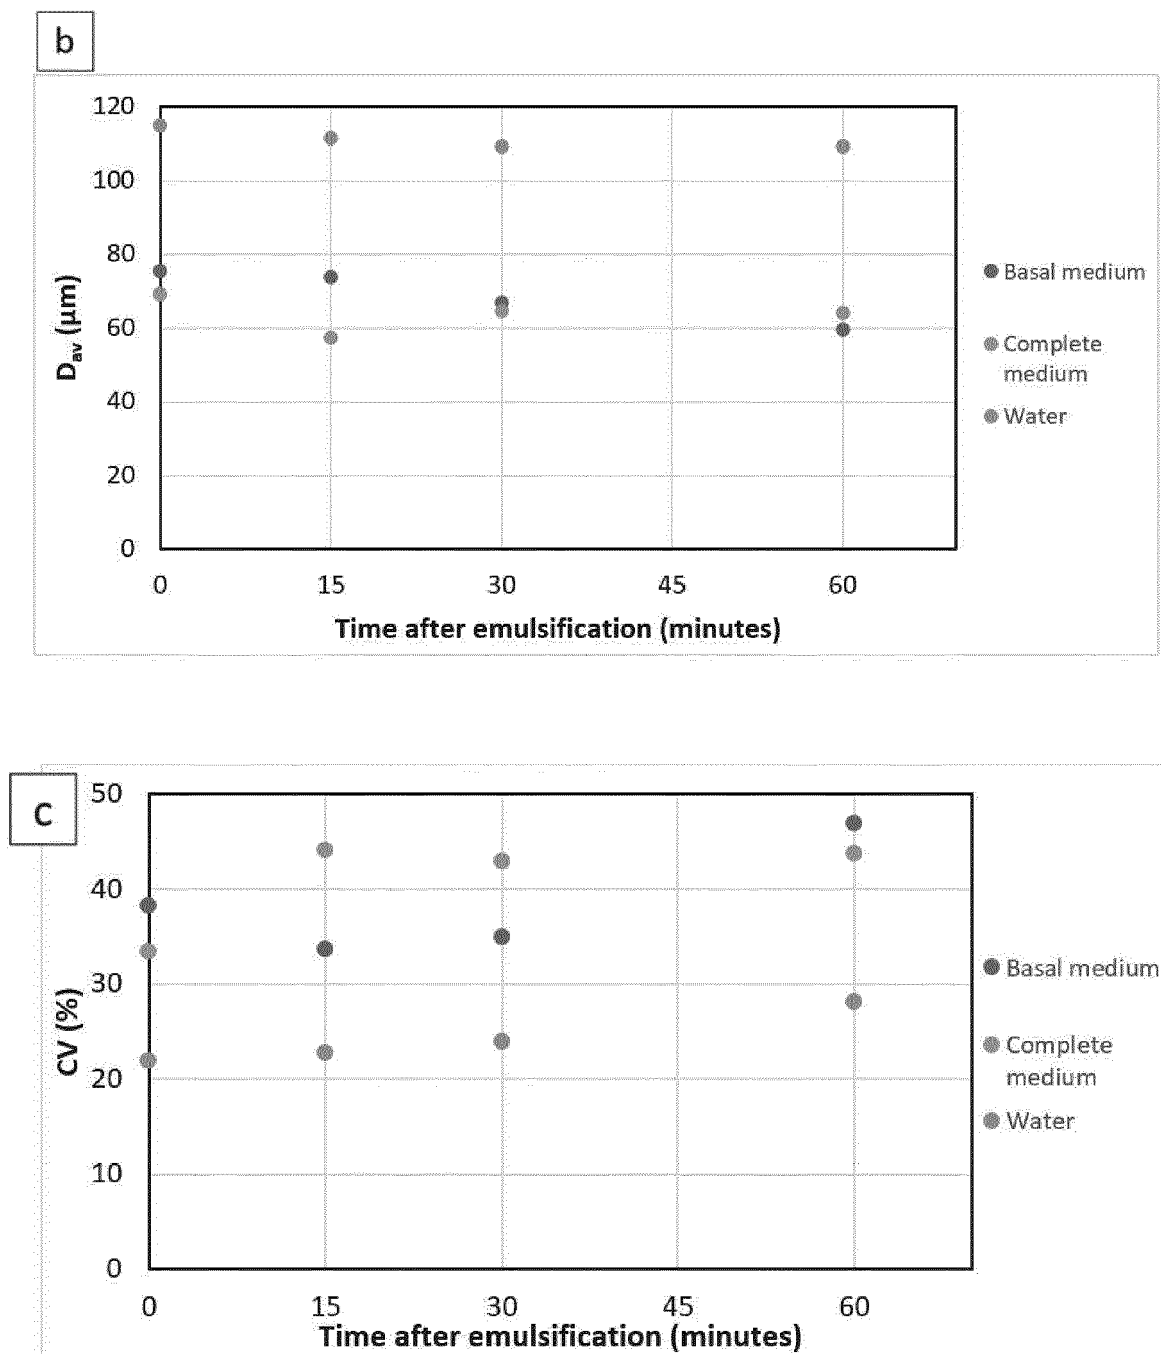 b
120
100
80
60
40
20
0
D_av (µm)
0 15 30 45 60
Time after emulsification (minutes)
Basal medium
Complete
medium
Water
c
50
40
30
20
10
0
CV (%)
0 15 30 45 60
Time after emulsification (minutes)
Basal medium
Complete
medium
Water